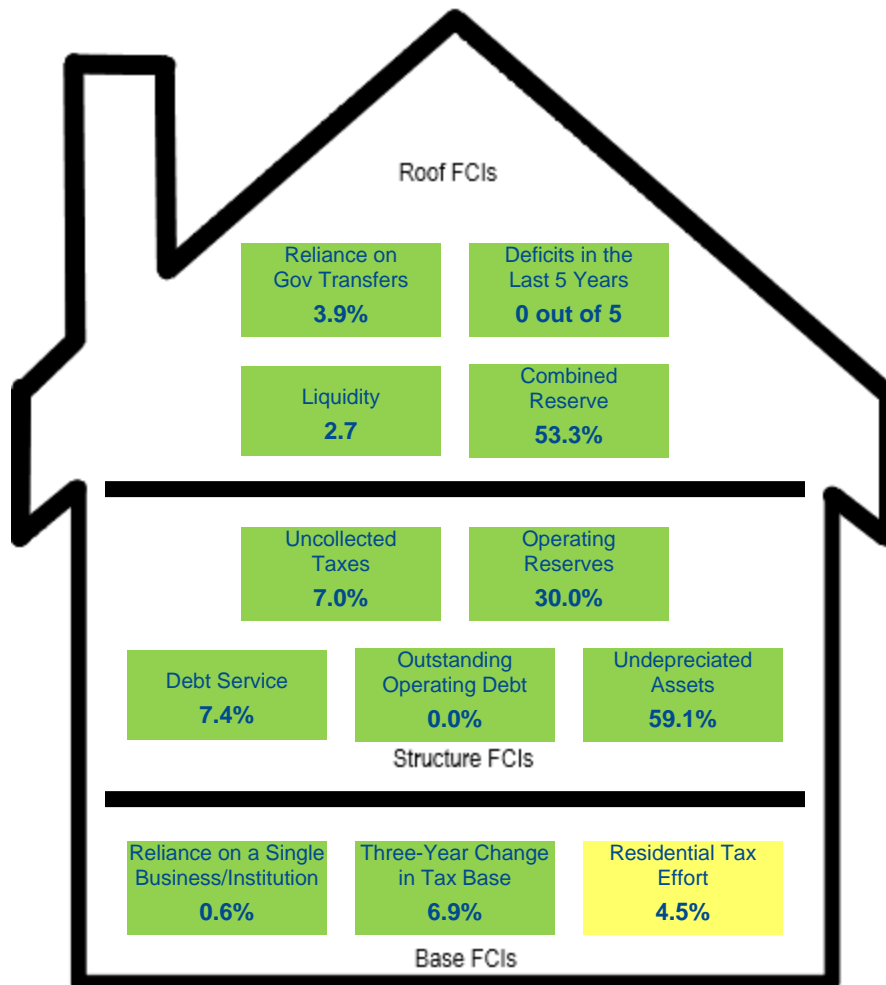 Roof FCIs
Reliance on
Gov Transfers
3.9%
Deficits in the
Last 5 Years
0 out of 5
Liquidity
2.7
Combined
Reserve
53.3%
Uncollected
Taxes
7.0%
Operating
Reserves
30.0%
Debt Service
7.4%
Outstanding
Operating Debt
0.0%
Undepreciated
Assets
59.1%
Structure FCIs
Reliance on a Single
Business/Institution
0.6%
Three-Year Change
in Tax Base
6.9%
Residential Tax
Effort
4.5%
Base FCIs